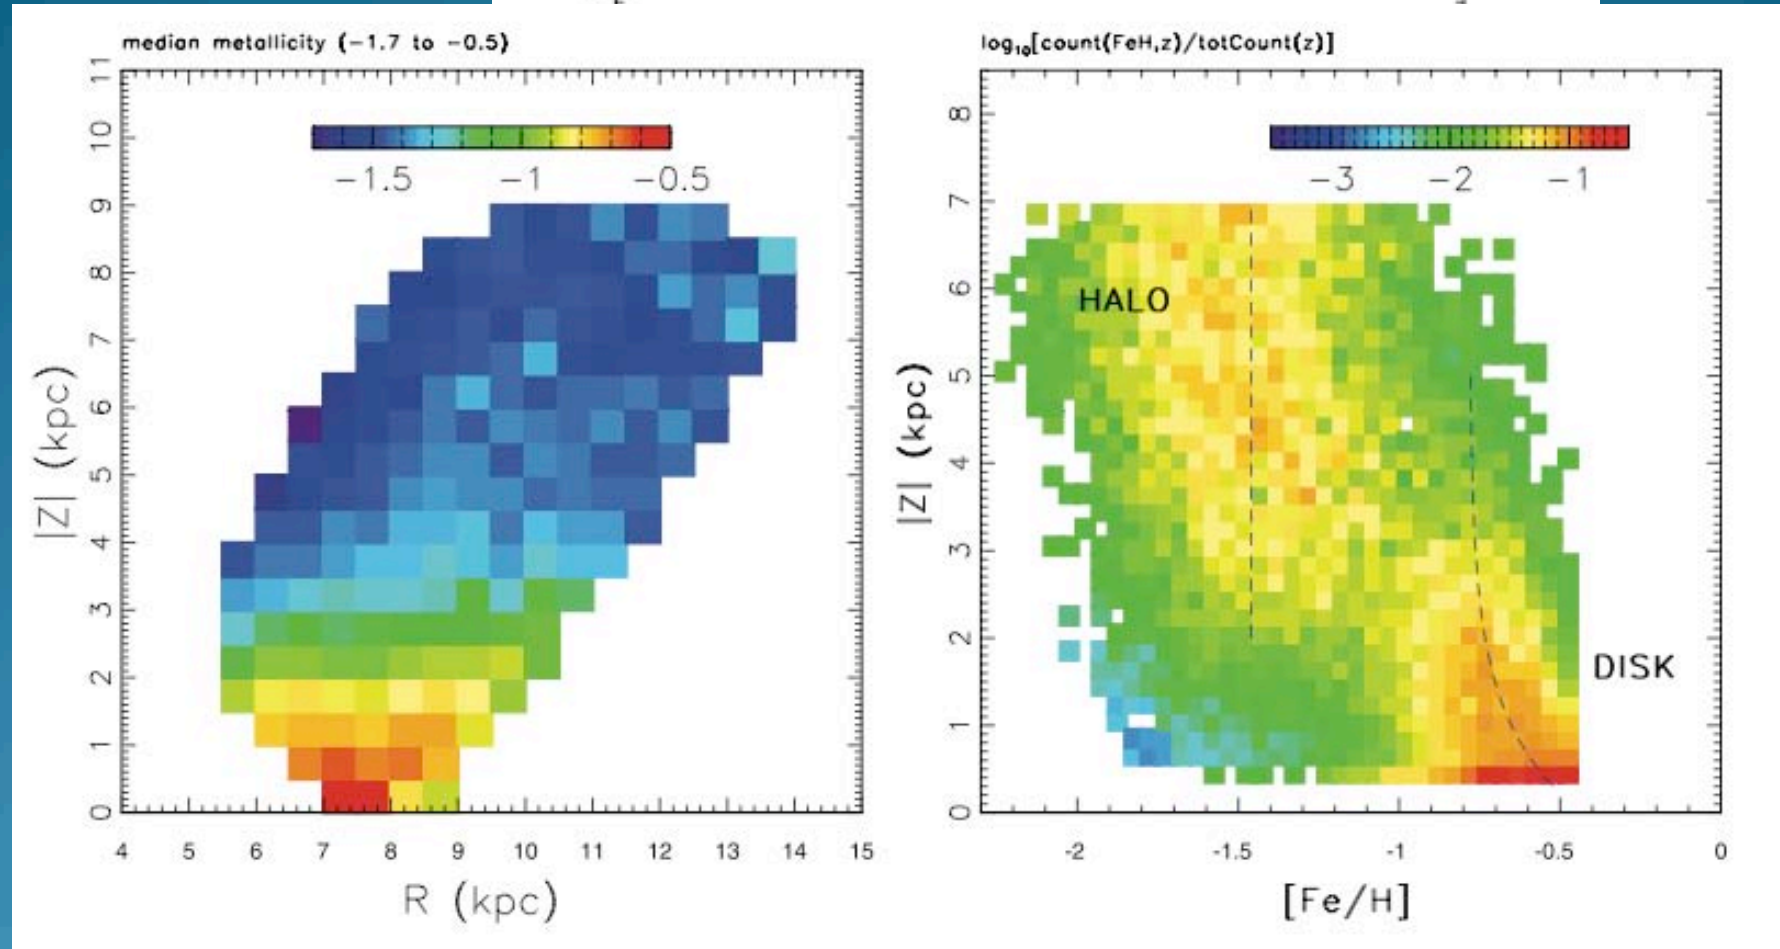 median metallicity (-1.7 to -0.5)
11
10
9
8
7
6
5
4
3
2
1
0
-1.5 -1 -0.5
|Z| (kpc)
4 5 6 7 8 9 10 11 12 13 14 15
R (kpc)
log₁₀[count(FeH,z)/totCount(z)]
8
7
6
5
4
3
2
1
0
-3 -2 -1
HALO
DISK
|Z| (kpc)
-2 -1.5 -1 -0.5 0
[Fe/H]